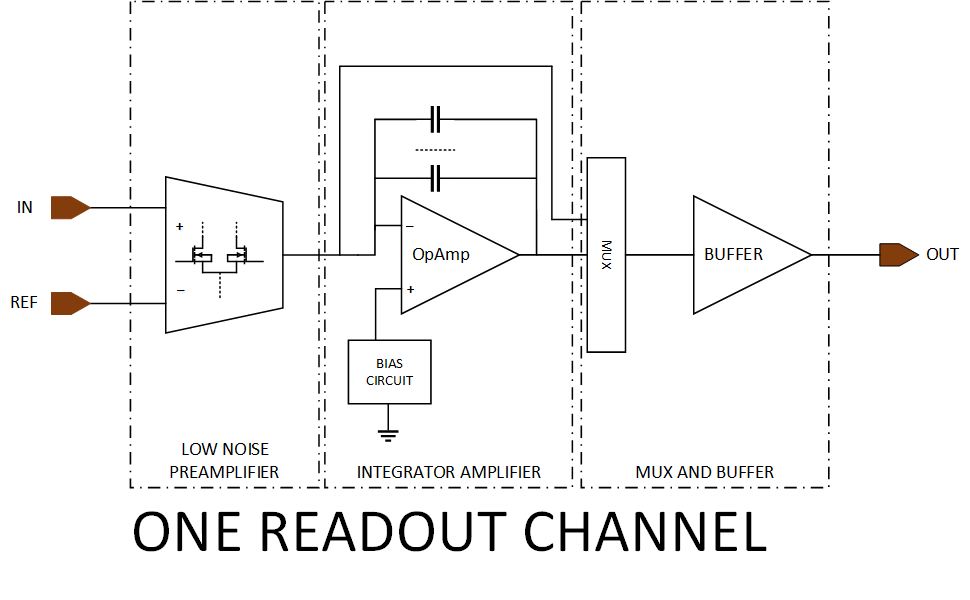 IN
+
REF
−
−
OpAmp
+
BIAS
CIRCUIT
MUX
BUFFER
OUT
LOW NOISE
PREAMPLIFIER
INTEGRATOR AMPLIFIER
MUX AND BUFFER
ONE READOUT CHANNEL